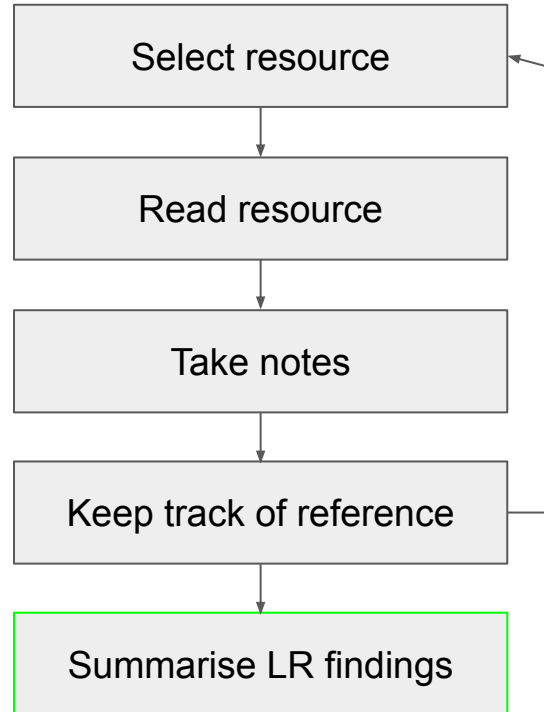 Select resource
Read resource
Take notes
Keep track of reference
Summarise LR findings